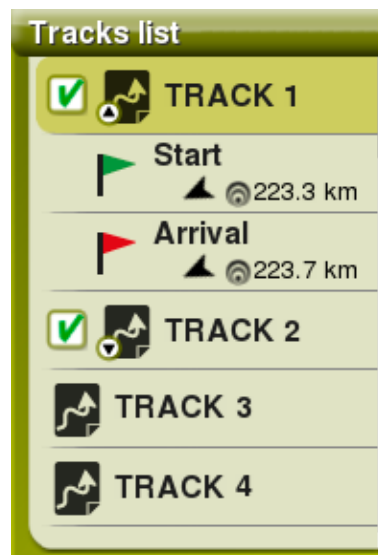 Tracks list
TRACK 1
Start
223.3 km
Arrival
223.7 km
TRACK 2
TRACK 3
TRACK 4